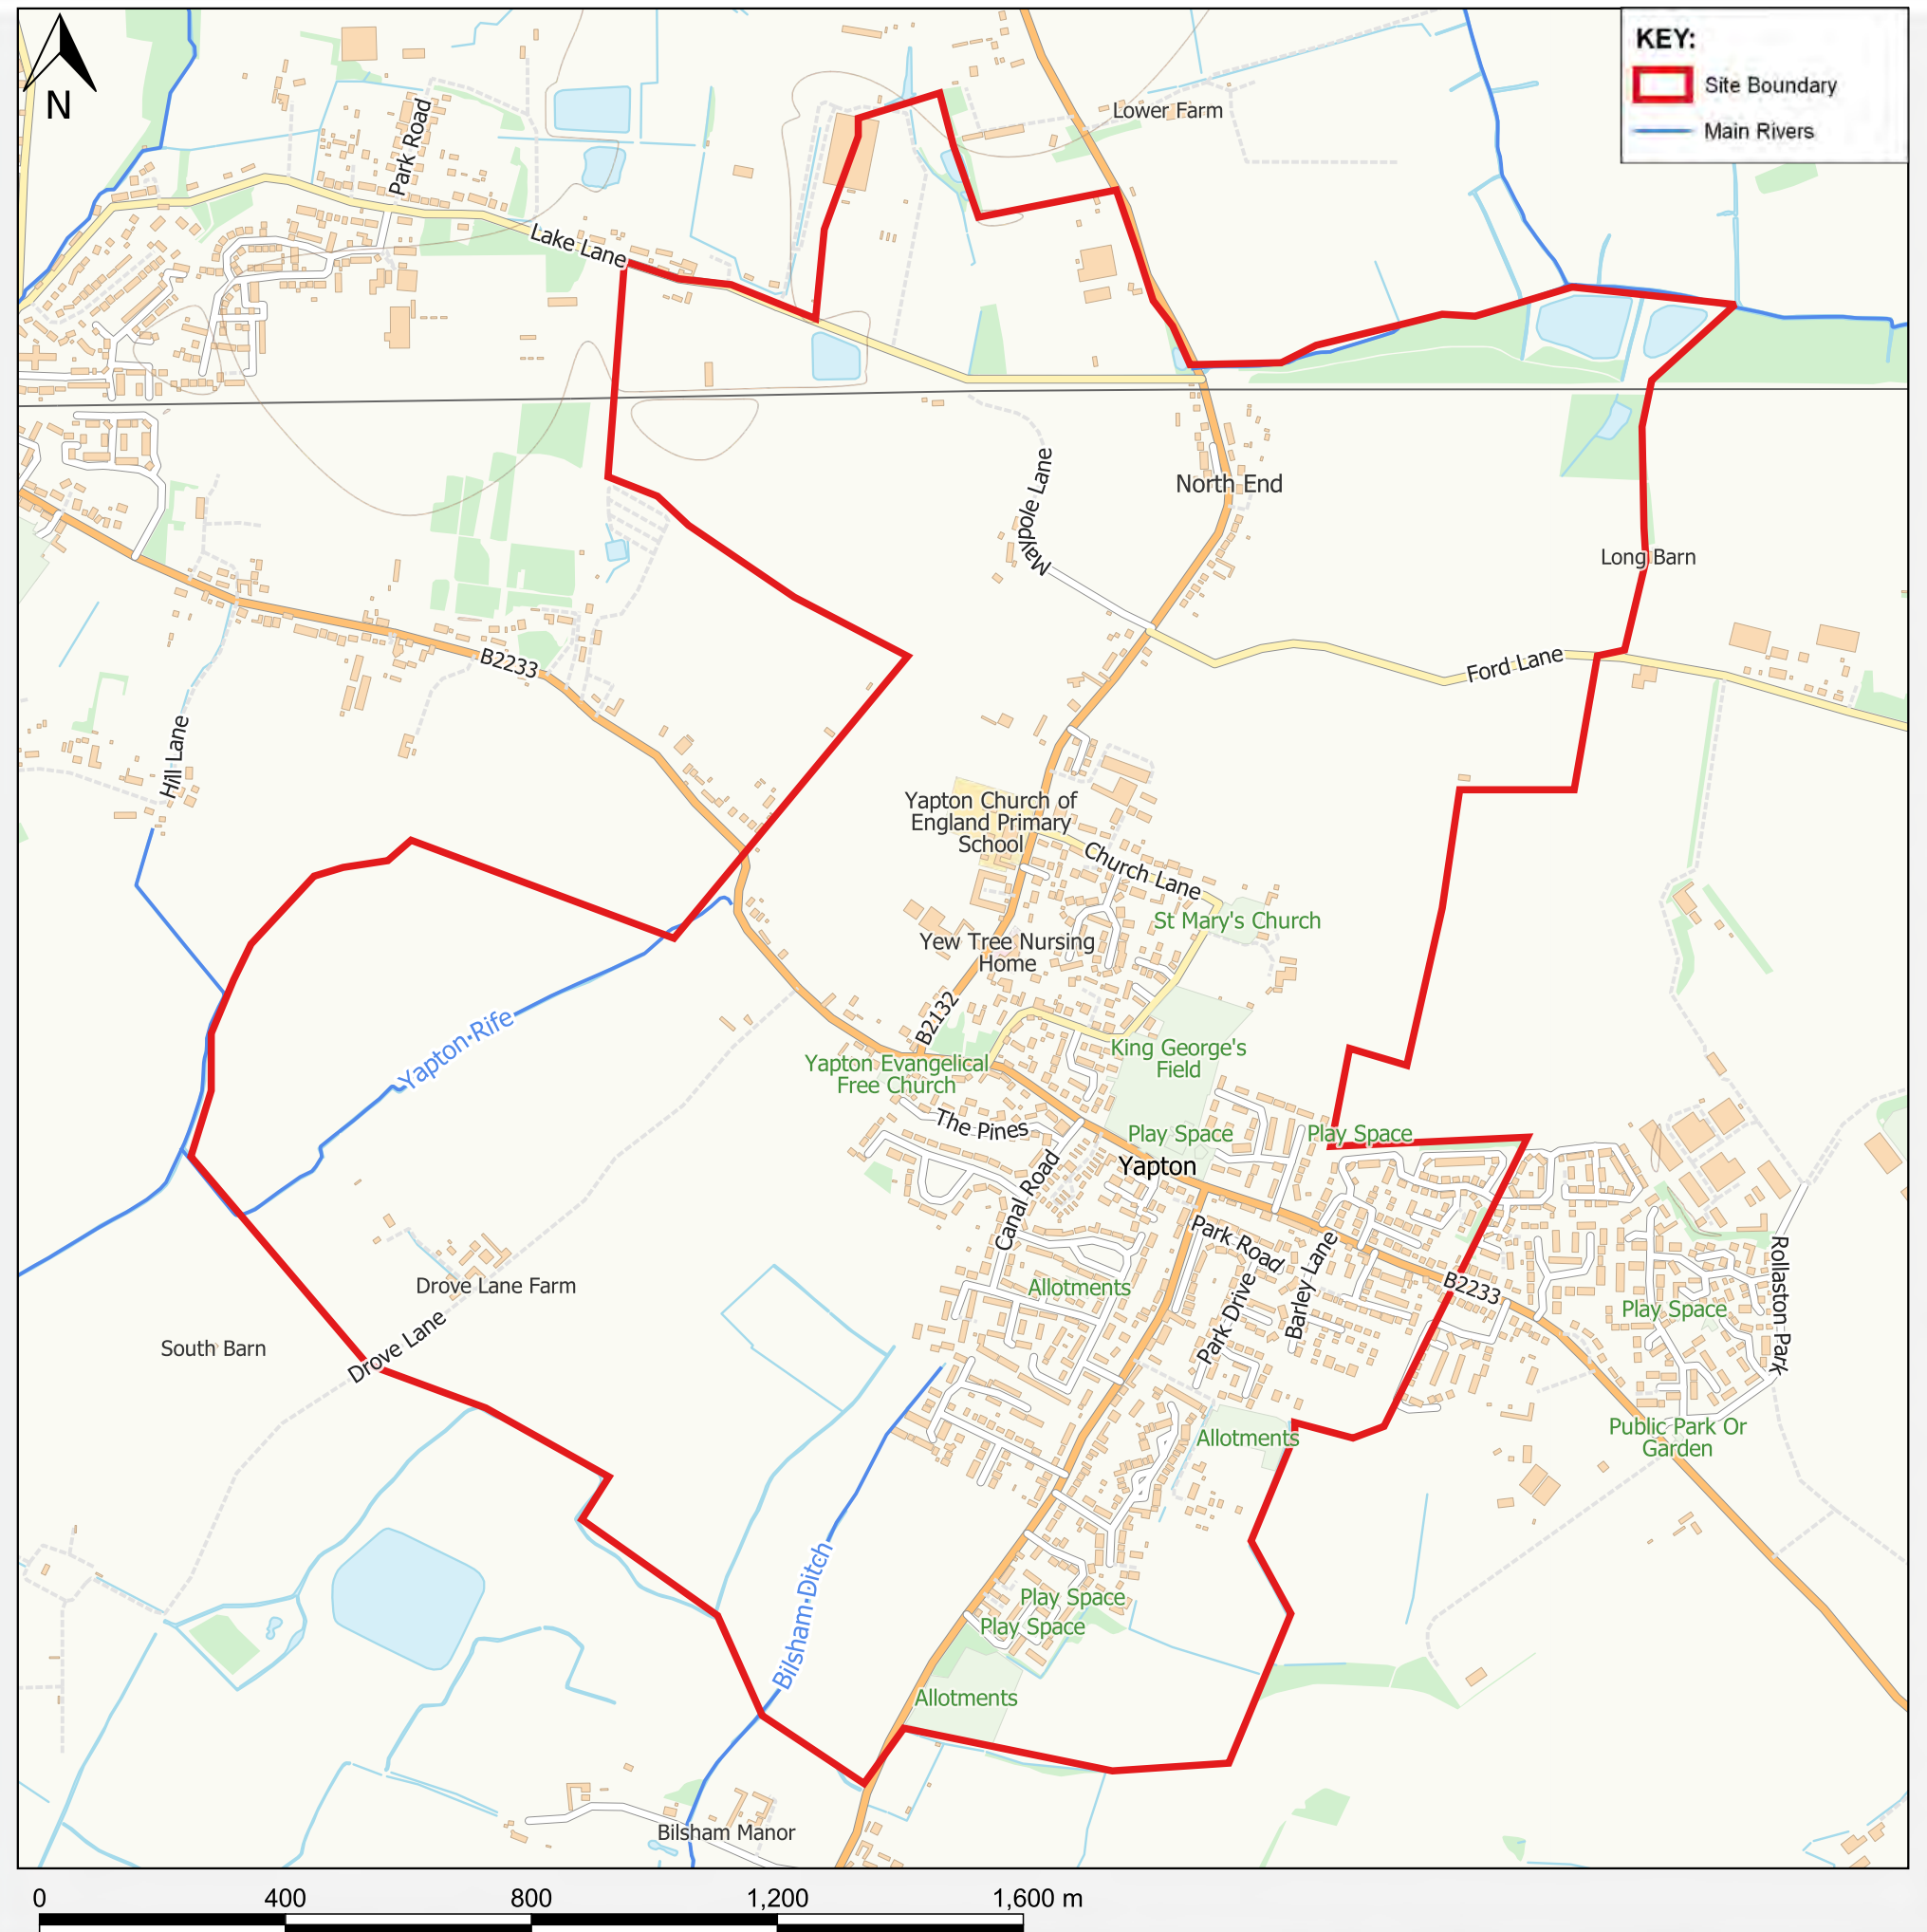 KEY:
Site Boundary
Main Rivers
N
Park Road
Lower Farm
Lake Lane
North End
Makpole Lane
Long Barn
B2233
Ford Lane
Hill Lane
Yapton Church of
England Primary
School
Church Lane
St Mary's Church
Yew Tree Nursing
Home
B2132
Yapton-Rife
Yapton Evangelical
Free Church
King George's
Field
The Pines
Play Space
Play Space
Yapton
Canal Road
Park Road
Barley Lane
Park Drive
B2233
Rollaston Park
Drove Lane Farm
Allotments
Play Space
South Barn
Drove Lane
Allotments
Public Park Or
Garden
Bilsham-Ditch
Play Space
Play Space
Allotments
Bilsham Manor
0 400 800 1,200 1,600 m